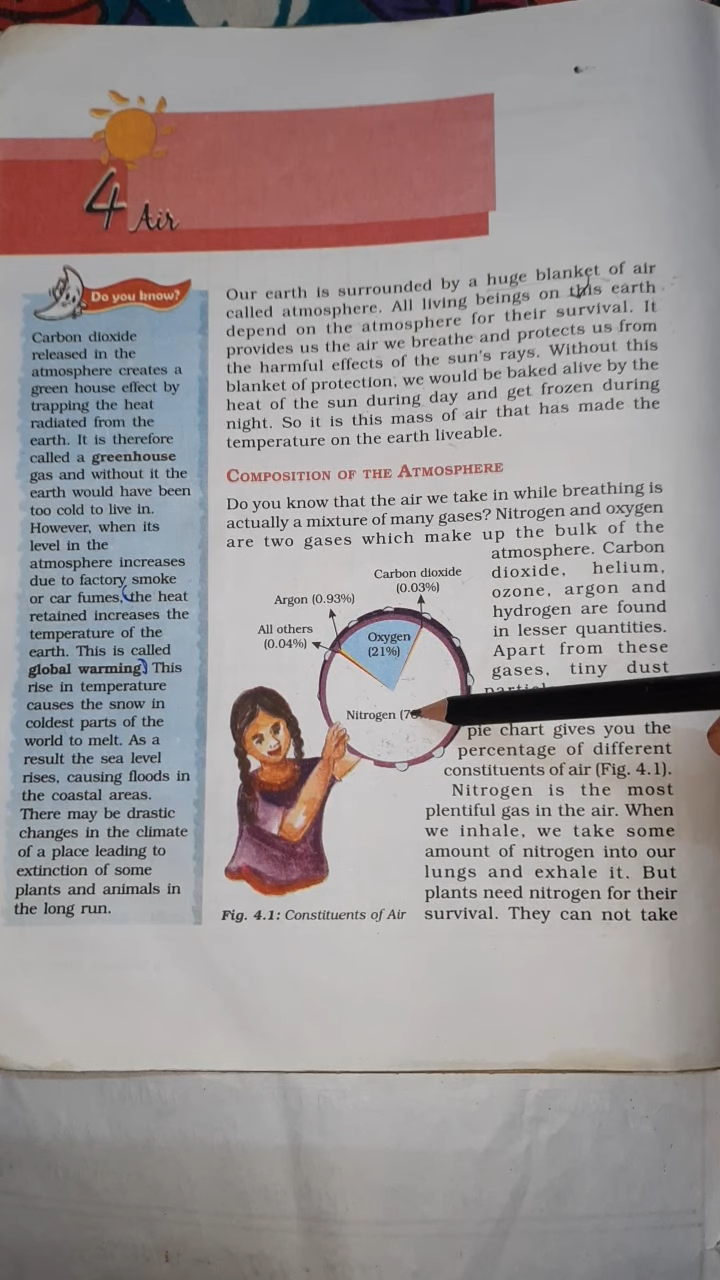 4 Air
Do you know?
Carbon dioxide
released in the
atmosphere creates a
green house effect by
trapping the heat
radiated from the
earth. It is therefore
called a greenhouse
gas and without it the
earth would have been
too cold to live in.
However, when its
level in the
atmosphere increases
due to factory smoke
or car fumes, the heat
retained increases the
temperature of the
earth. This is called
global warming. This
rise in temperature
causes the snow in
coldest parts of the
world to melt. As a
result the sea level
rises, causing floods in
the coastal areas.
There may be drastic
changes in the climate
of a place leading to
extinction of some
plants and animals in
the long run.
Our earth is surrounded by a huge blanket of air
called atmosphere. All living beings on this earth
depend on the atmosphere for their survival. It
provides us the air we breathe and protects us from
the harmful effects of the sun's rays. Without this
blanket of protection, we would be baked alive by the
heat of the sun during day and get frozen during
night. So it is this mass of air that has made the
temperature on the earth liveable.
COMPOSITION OF THE ATMOSPHERE
Do you know that the air we take in while breathing is
actually a mixture of many gases? Nitrogen and oxygen
are two gases which make up the bulk of the
atmosphere. Carbon
dioxide, helium,
ozone, argon and
hydrogen are found
in lesser quantities.
Apart from these
gases, tiny dust
pie chart gives you the
percentage of different
constituents of air (Fig. 4.1).
Nitrogen is the most
plentiful gas in the air. When
we inhale, we take some
amount of nitrogen into our
lungs and exhale it. But
plants need nitrogen for their
survival. They can not take
Carbon dioxide
(0.03%)
Argon (0.93%)
All others
(0.04%)
Oxygen
(21%)
Nitrogen
Fig. 4.1: Constituents of Air